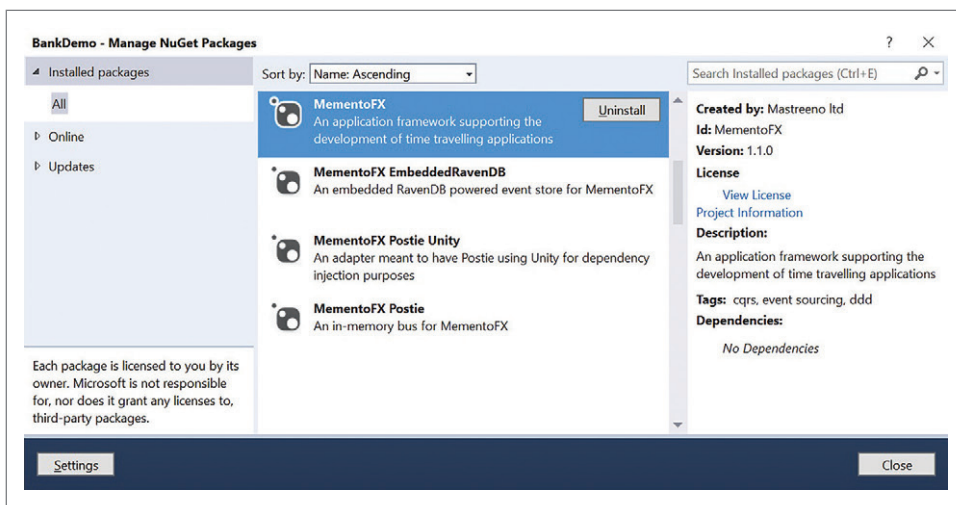 BankDemo - Manage NuGet Packages
?
Installed packages
All
Online
Updates
Each package is licensed to you by its
owner. Microsoft is not responsible
for, nor does it grant any licenses to,
third-party packages.
Sort by: Name: Ascending
MementoFX
An application framework supporting the
development of time travelling applications
Uninstall
MementoFX EmbeddedRavenDB
An embedded RavenDB powered event store for MementoFX
MementoFX Postie Unity
An adapter meant to have Postie using Unity for dependency
injection purposes
MementoFX Postie
An in-memory bus for MementoFX
Search Installed packages (Ctrl+E)
Created by: Mastreeno ltd
Id: MementoFX
Version: 1.1.0
License
View License
Project Information
Description:
An application framework supporting the
development of time travelling applications
Tags: cqrs, event sourcing, ddd
Dependencies:
No Dependencies
Settings
Close